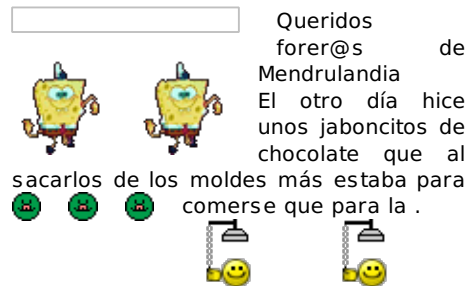 Queridos
forer@s de
Mendrulandia
El otro día hice
unos jaboncitos de
chocolate que al
sacarlos de los moldes más estaba para
comerse que para la .